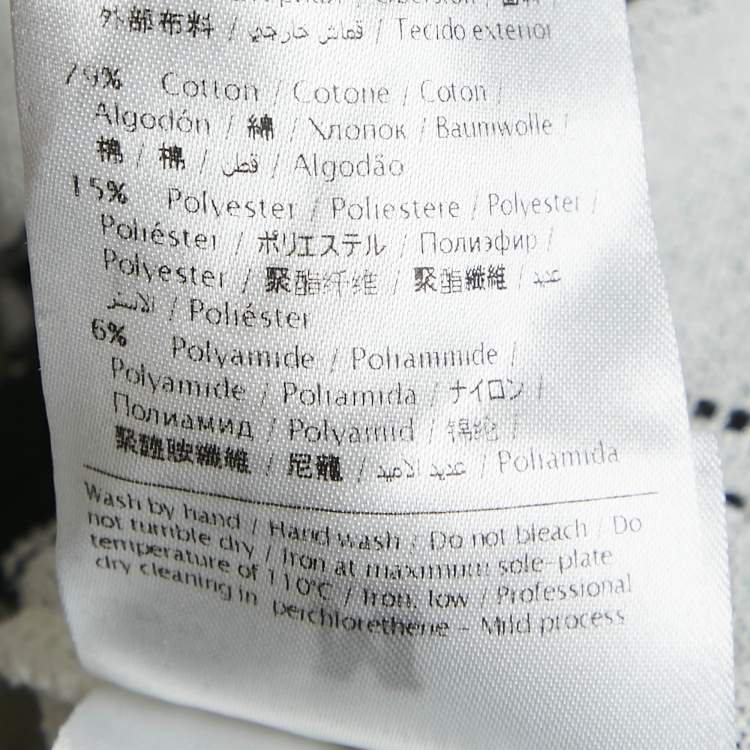 外部布料 / قماش خارجي / Tecido exterior
79% Cotton / Cotone / Coton /
Algodón / 綿 / Хлопок / Baumwolle /
棉 / 棉 / قطن / Algodão
15% Polyester / Poliestere / Polyester /
Poliéster / ポリエステル / Полиэфир /
Polyester / 聚酯纤维 / 聚酯纖維 / عديد
الاستر / Poliéster
6% Polyamide / Poliammide /
Polyamide / Poliamida / ナイロン /
Полиамид / Polyamid / 锦纶 /
聚醯胺纖維 / 尼龍 / عديد الاميد / Poliamida
Wash by hand / Hand wash / Do not bleach / Do
not tumble dry / Iron at maximum sole-plate
temperature of 110°C / Iron, low / Professional
dry cleaning in perchlorethene - Mild process